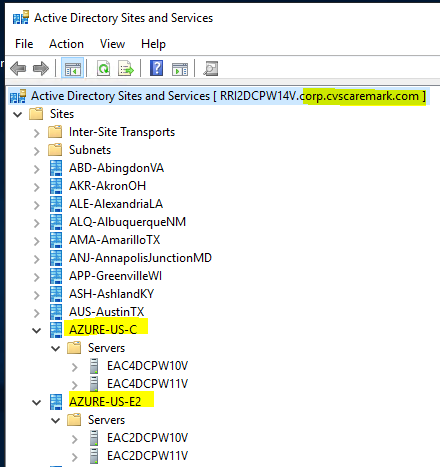 Active Directory Sites and Services
File Action View Help
Active Directory Sites and Services [ RRI2DCPW14V.corp.cvscaremark.com ]
Sites
Inter-Site Transports
Subnets
ABD-AbingdonVA
AKR-AkronOH
ALE-AlexandriaLA
ALQ-AlbuquerqueNM
AMA-AmarilloTX
ANJ-AnnapolisJunctionMD
APP-GreenvilleWI
ASH-AshlandKY
AUS-AustinTX
AZURE-US-C
Servers
EAC4DCPW10V
EAC4DCPW11V
AZURE-US-E2
Servers
EAC2DCPW10V
EAC2DCPW11V